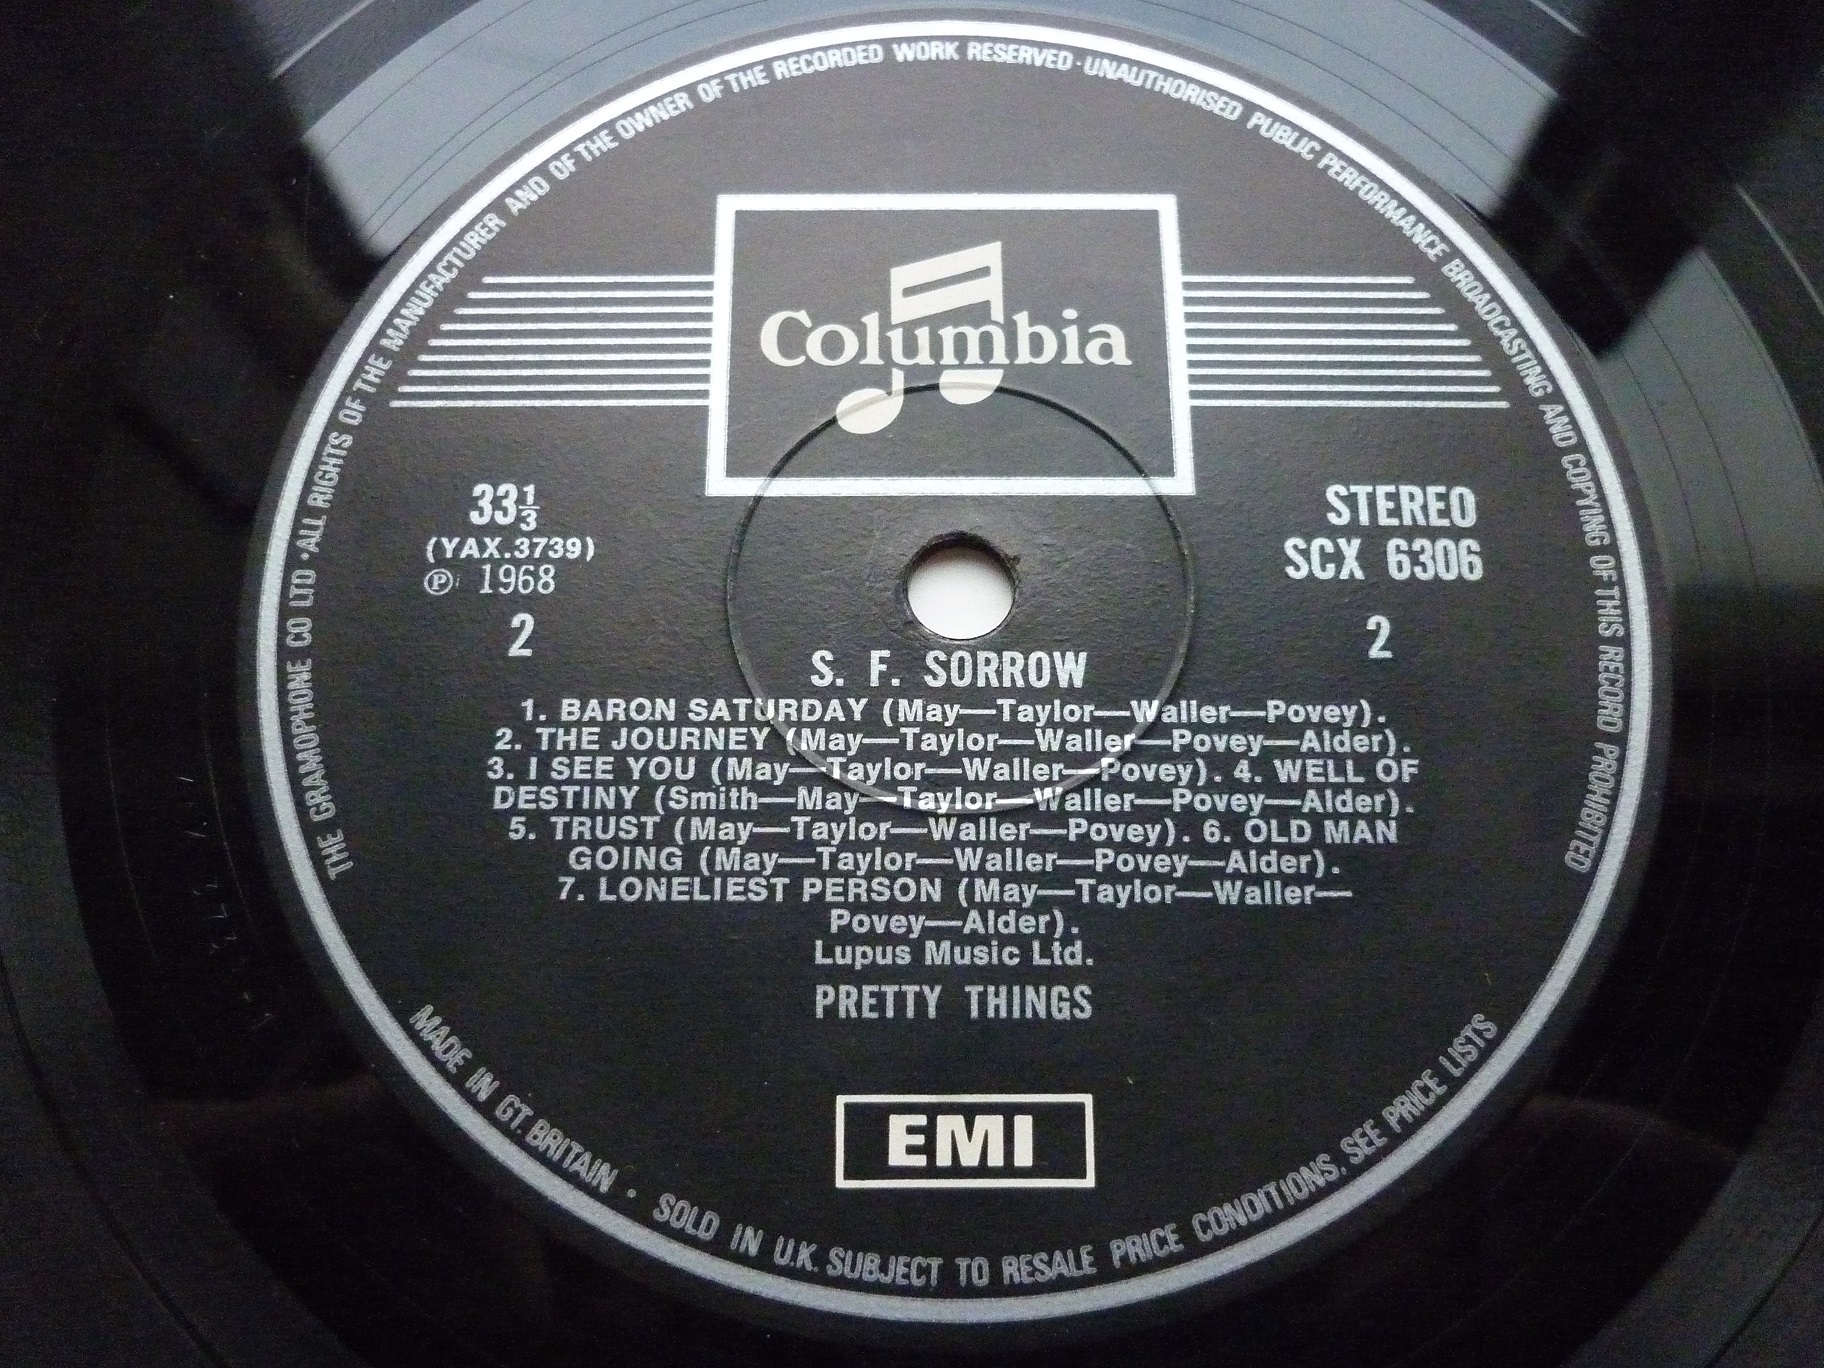 THE GRAMOPHONE CO LTD · ALL RIGHTS OF THE MANUFACTURER AND OF THE OWNER OF THE RECORDED WORK RESERVED · UNAUTHORISED PUBLIC PERFORMANCE BROADCASTING AND COPYING OF THIS RECORD PROHIBITED
Columbia
33⅓
(YAX.3739)
℗ 1968
2
STEREO
SCX 6306
2
S. F. SORROW
1. BARON SATURDAY (May—Taylor—Waller—Povey).
2. THE JOURNEY (May—Taylor—Waller—Povey—Alder).
3. I SEE YOU (May—Taylor—Waller—Povey). 4. WELL OF
DESTINY (Smith—May—Taylor—Waller—Povey—Alder).
5. TRUST (May—Taylor—Waller—Povey). 6. OLD MAN
GOING (May—Taylor—Waller—Povey—Alder).
7. LONELIEST PERSON (May—Taylor—Waller—
Povey—Alder).
Lupus Music Ltd.
PRETTY THINGS
EMI
MADE IN GT. BRITAIN · SOLD IN U.K. SUBJECT TO RESALE PRICE CONDITIONS, SEE PRICE LISTS